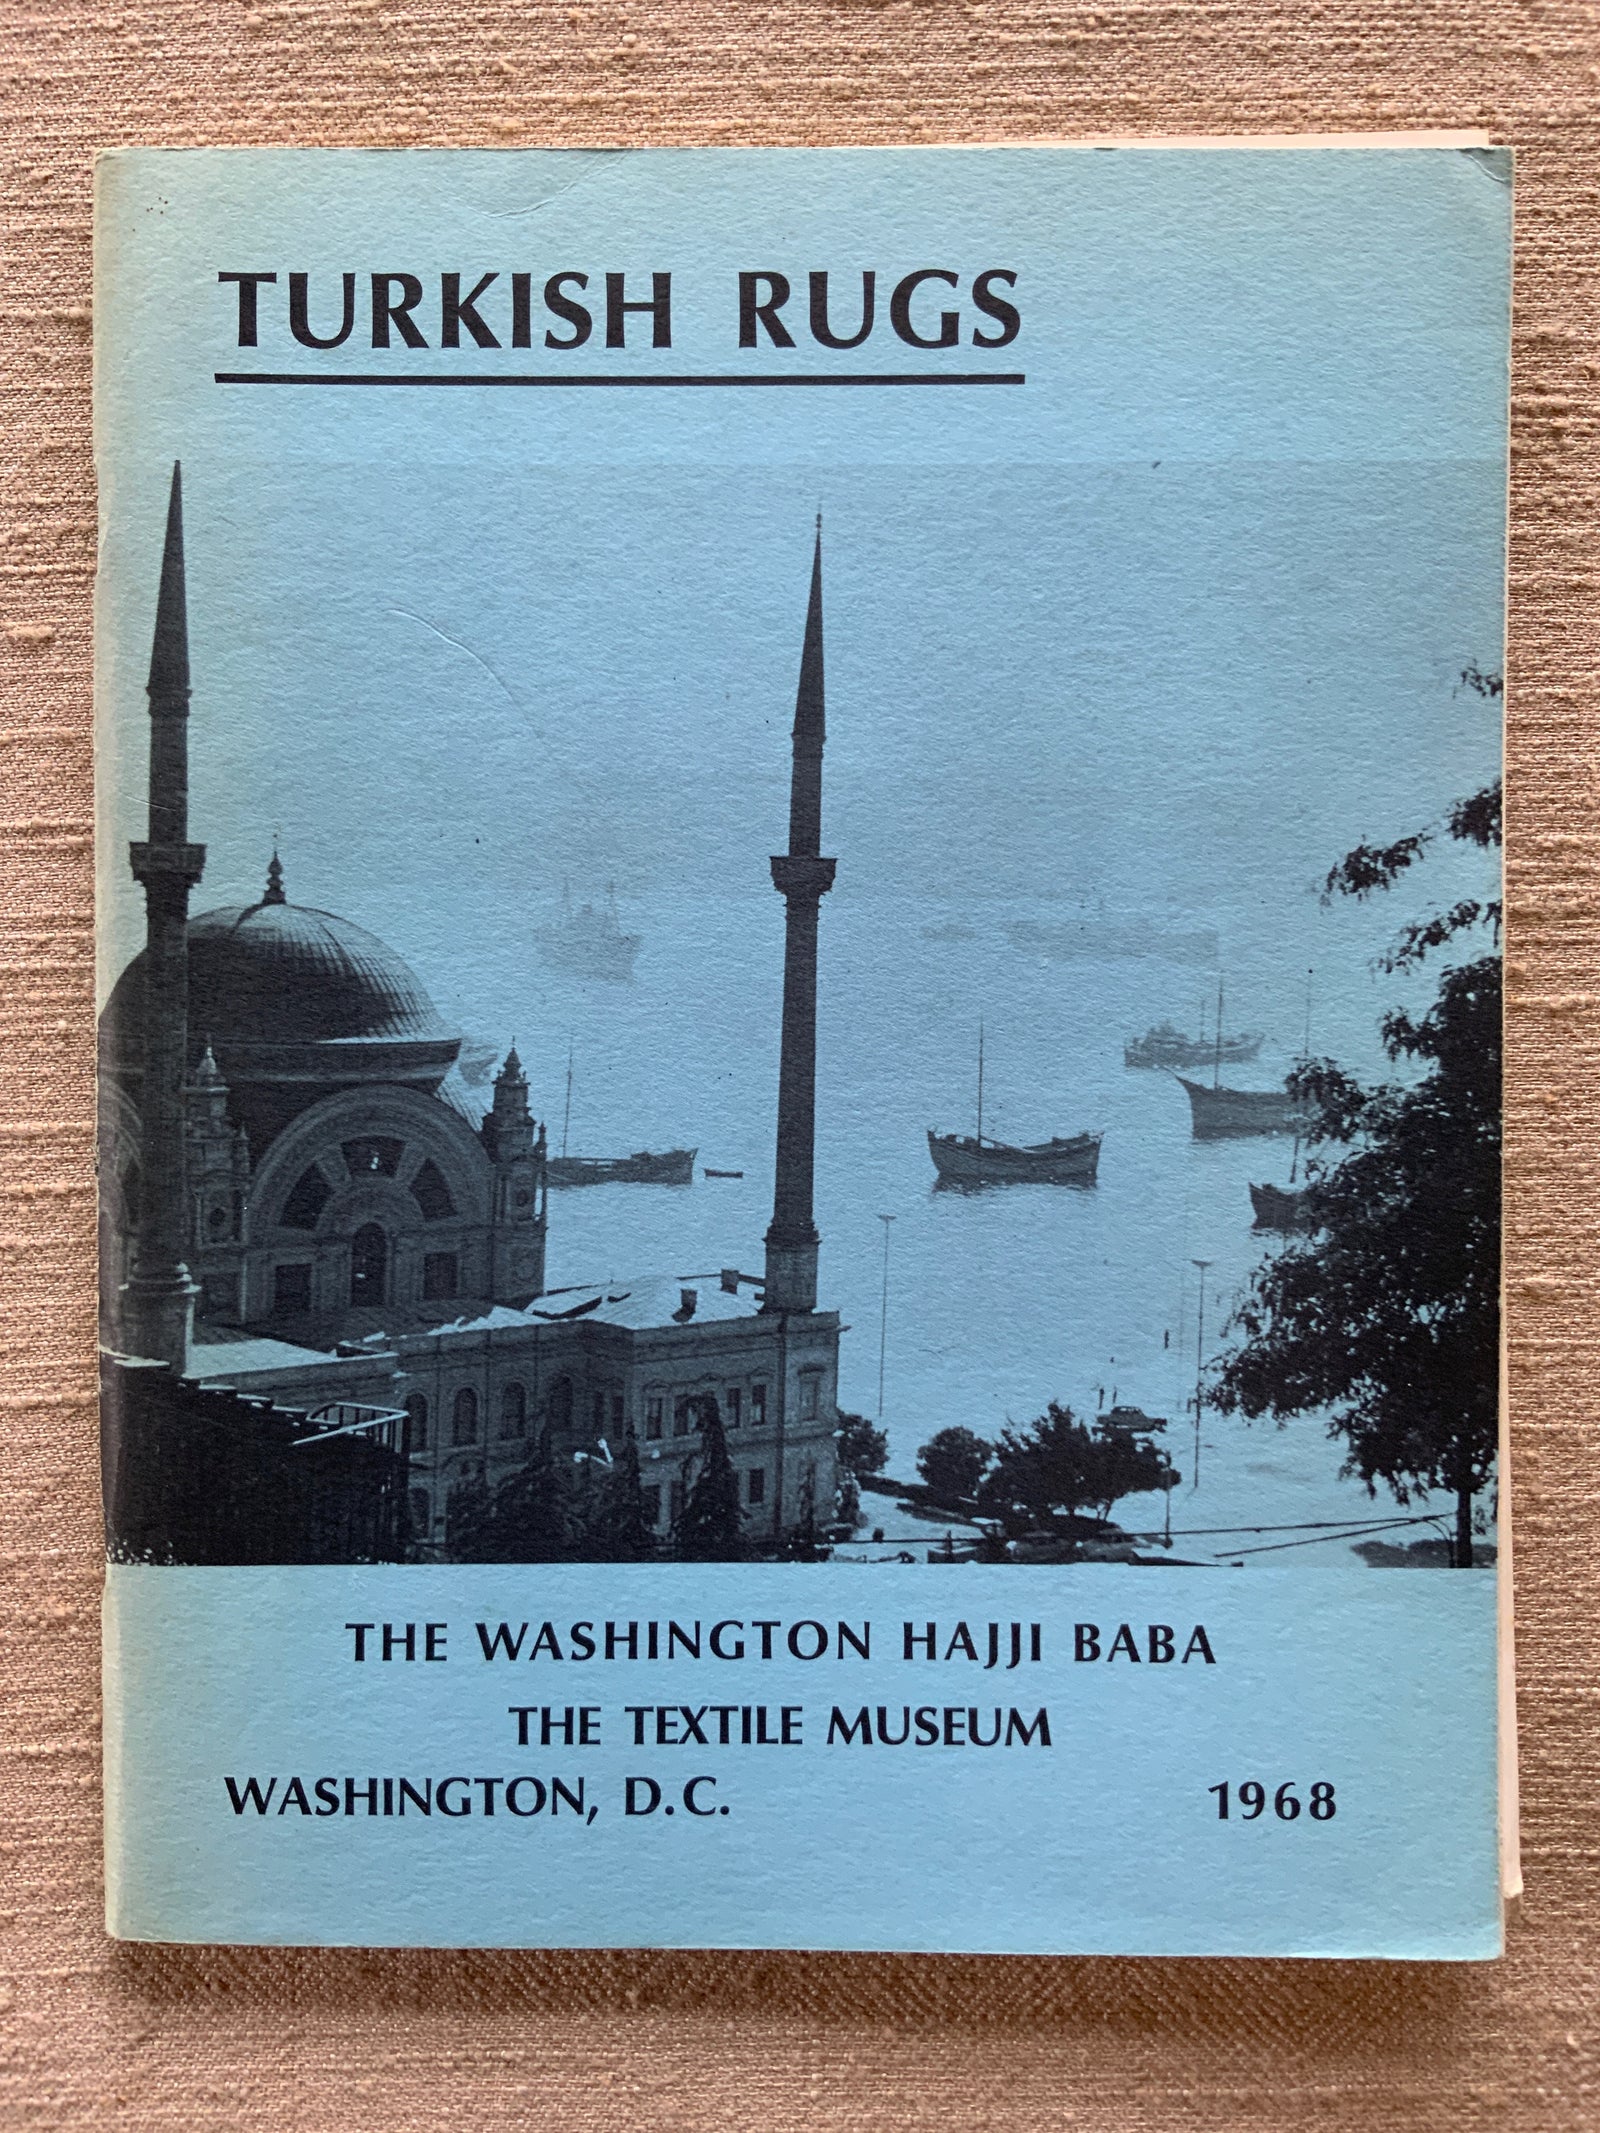 TURKISH RUGS
THE WASHINGTON HAJJI BABA
THE TEXTILE MUSEUM
WASHINGTON, D.C. 1968